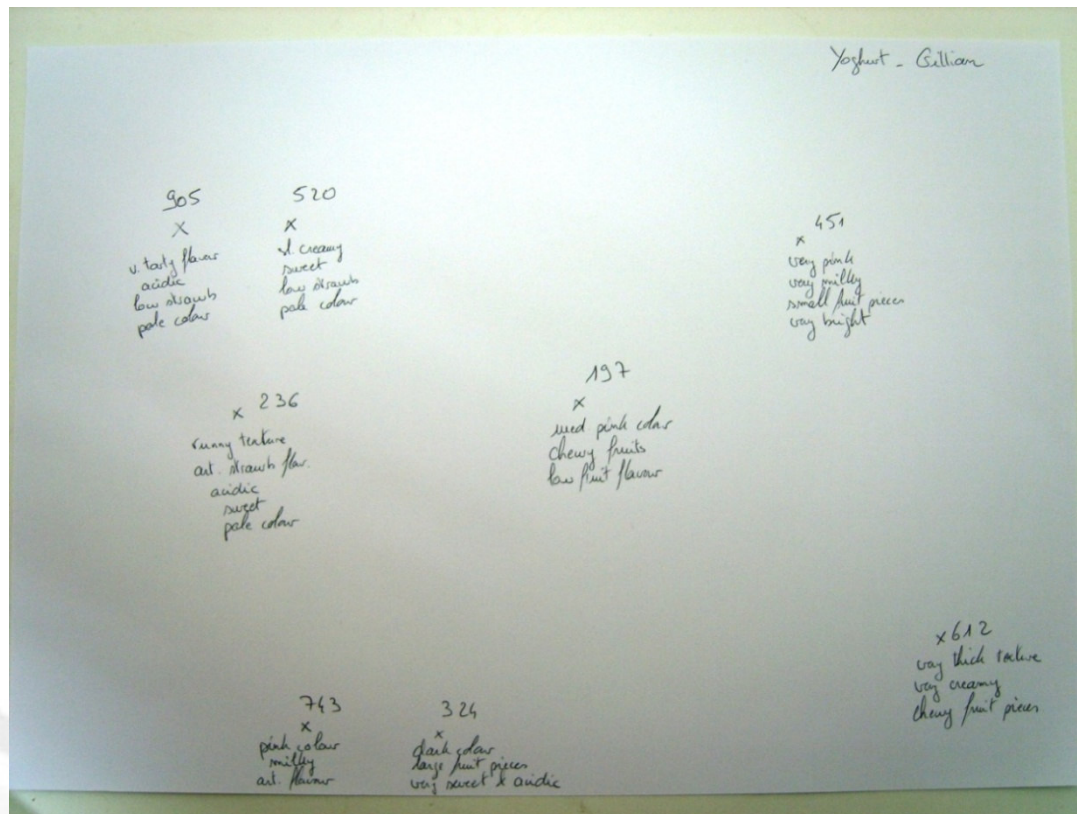 Yoghurt - Gillian
905
x
v. tasty flavour
acidic
low strawb
pale colour
520
x
sl. creamy
sweet
low strawb
pale colour
451
x
very pink
very milky
small fruit pieces
very bright
x 236
runny texture
art. strawb flav.
acidic
sweet
pale colour
197
x
med pink colour
chewy fruits
low fruit flavour
x 612
very thick texture
very creamy
chewy fruit pieces
743
x
pink colour
milky
art. flavour
324
x
dark colour
large fruit pieces
very sweet & acidic